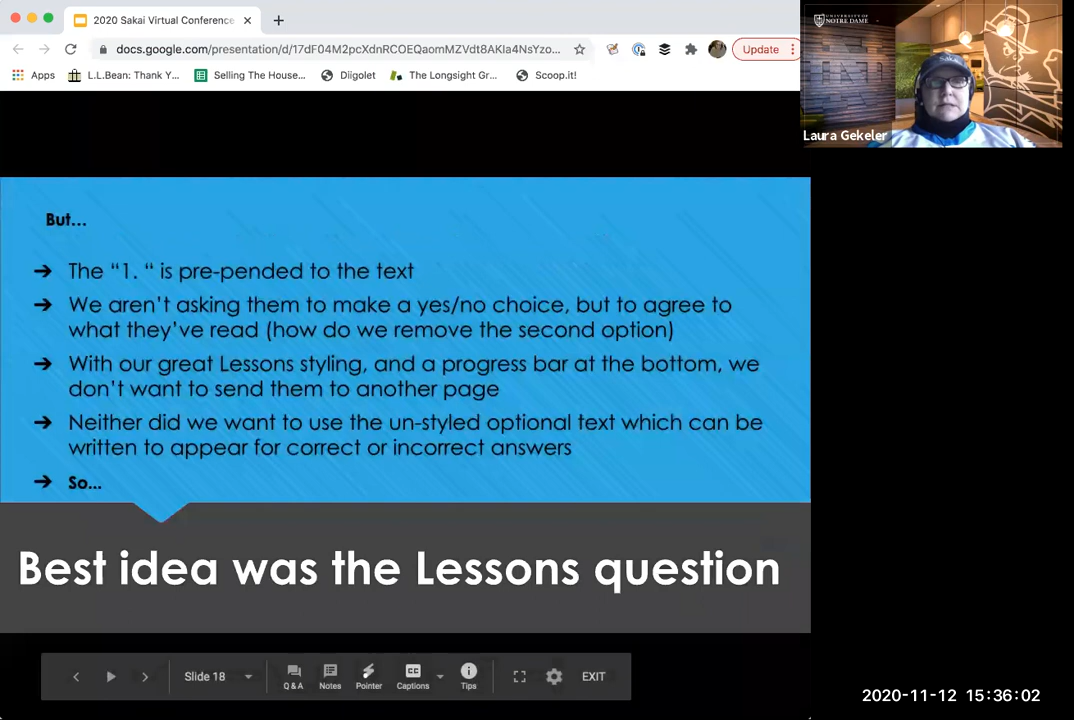 2020 Sakai Virtual Conference
docs.google.com/presentation/d/17dF04M2pcXdnRCOEQaomMZVdt8AKla4NsYzo...
Update
Apps
L.L.Bean: Thank Y...
Selling The House...
Diigolet
The Longsight Gr...
Scoop.it!
UNIVERSITY OF
NOTRE DAME
Laura Gekeler
But...
➔ The “1. “ is pre-pended to the text
➔ We aren't asking them to make a yes/no choice, but to agree to
what they've read (how do we remove the second option)
➔ With our great Lessons styling, and a progress bar at the bottom, we
don't want to send them to another page
➔ Neither did we want to use the un-styled optional text which can be
written to appear for correct or incorrect answers
➔ So...
Best idea was the Lessons question
Slide 18
Q & A
Notes
Pointer
CC
Captions
Tips
EXIT
2020-11-12 15:36:02